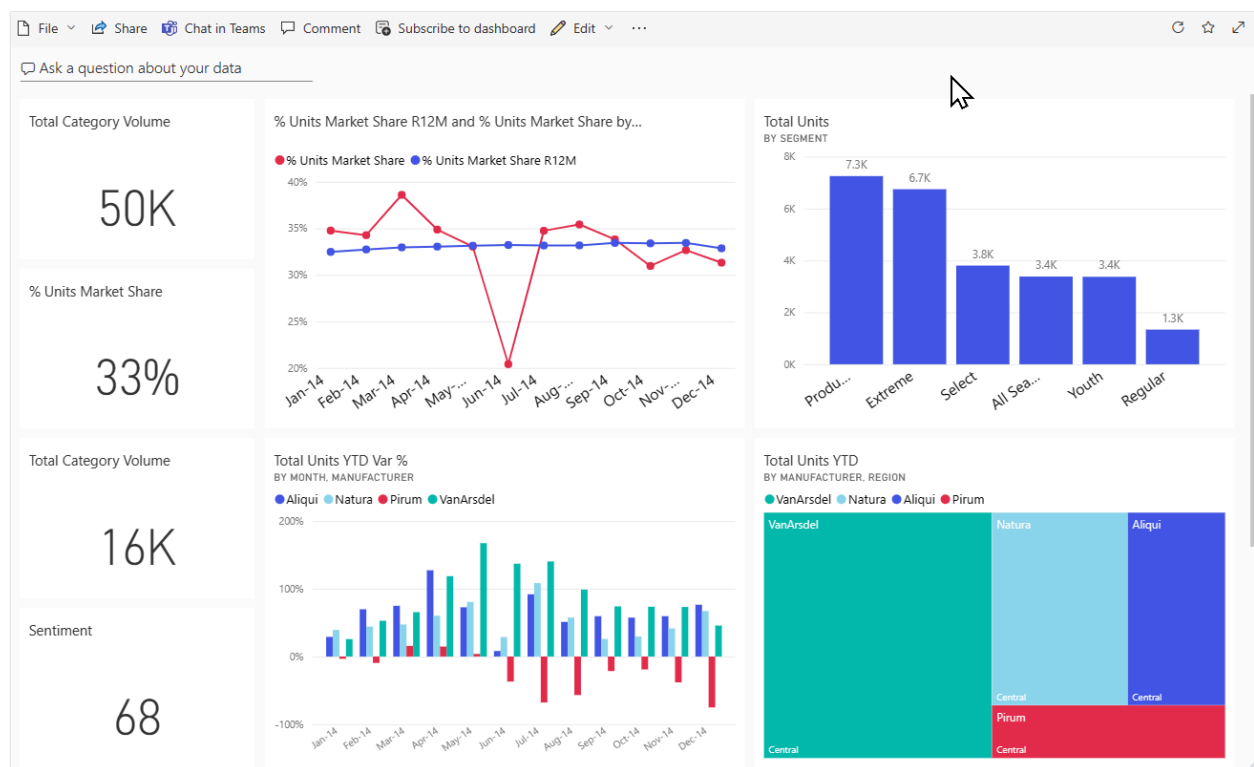 File Share Chat in Teams Comment Subscribe to dashboard Edit ...
Ask a question about your data
Total Category Volume
50K
% Units Market Share
33%
Total Category Volume
16K
Sentiment
68
% Units Market Share R12M and % Units Market Share by...
% Units Market Share % Units Market Share R12M
40%
35%
30%
25%
20%
Jan-14 Feb-14 Mar-14 Apr-14 May-... Jun-14 Jul-14 Aug-... Sep-14 Oct-14 Nov-... Dec-14
Total Units
BY SEGMENT
8K
6K
4K
2K
0K
7.3K 6.7K 3.8K 3.4K 3.4K 1.3K
Produ... Extreme Select All Sea... Youth Regular
Total Units YTD Var %
BY MONTH, MANUFACTURER
Aliqui Natura Pirum VanArsdel
200%
100%
0%
-100%
Jan-14 Feb-14 Mar-14 Apr-14 May-14 Jun-14 Jul-14 Aug-14 Sep-14 Oct-14 Nov-14 Dec-14
Total Units YTD
BY MANUFACTURER, REGION
VanArsdel Natura Aliqui Pirum
VanArsdel
Central
Natura
Central
Aliqui
Central
Pirum
Central